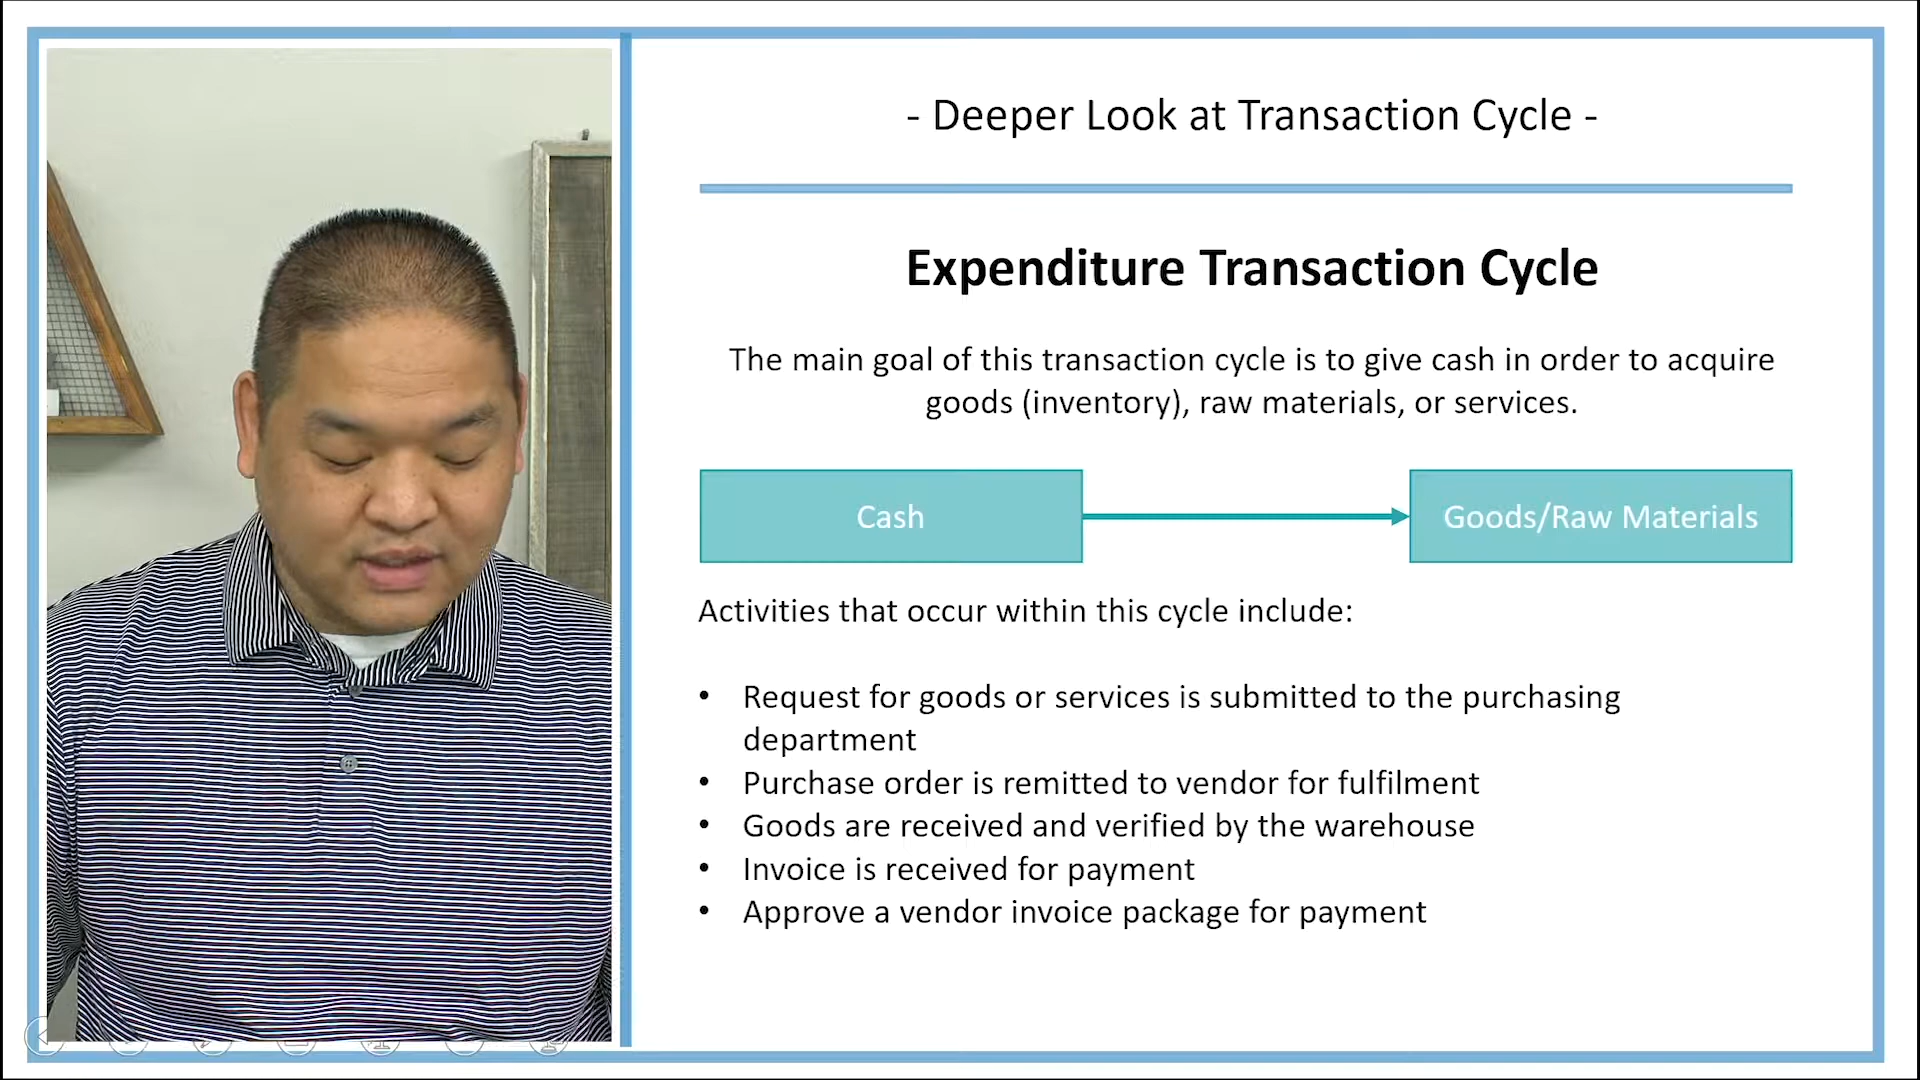 - Deeper Look at Transaction Cycle -
Expenditure Transaction Cycle
The main goal of this transaction cycle is to give cash in order to acquire
goods (inventory), raw materials, or services.
Cash
Goods/Raw Materials
Activities that occur within this cycle include:
• Request for goods or services is submitted to the purchasing
department
• Purchase order is remitted to vendor for fulfilment
• Goods are received and verified by the warehouse
• Invoice is received for payment
• Approve a vendor invoice package for payment